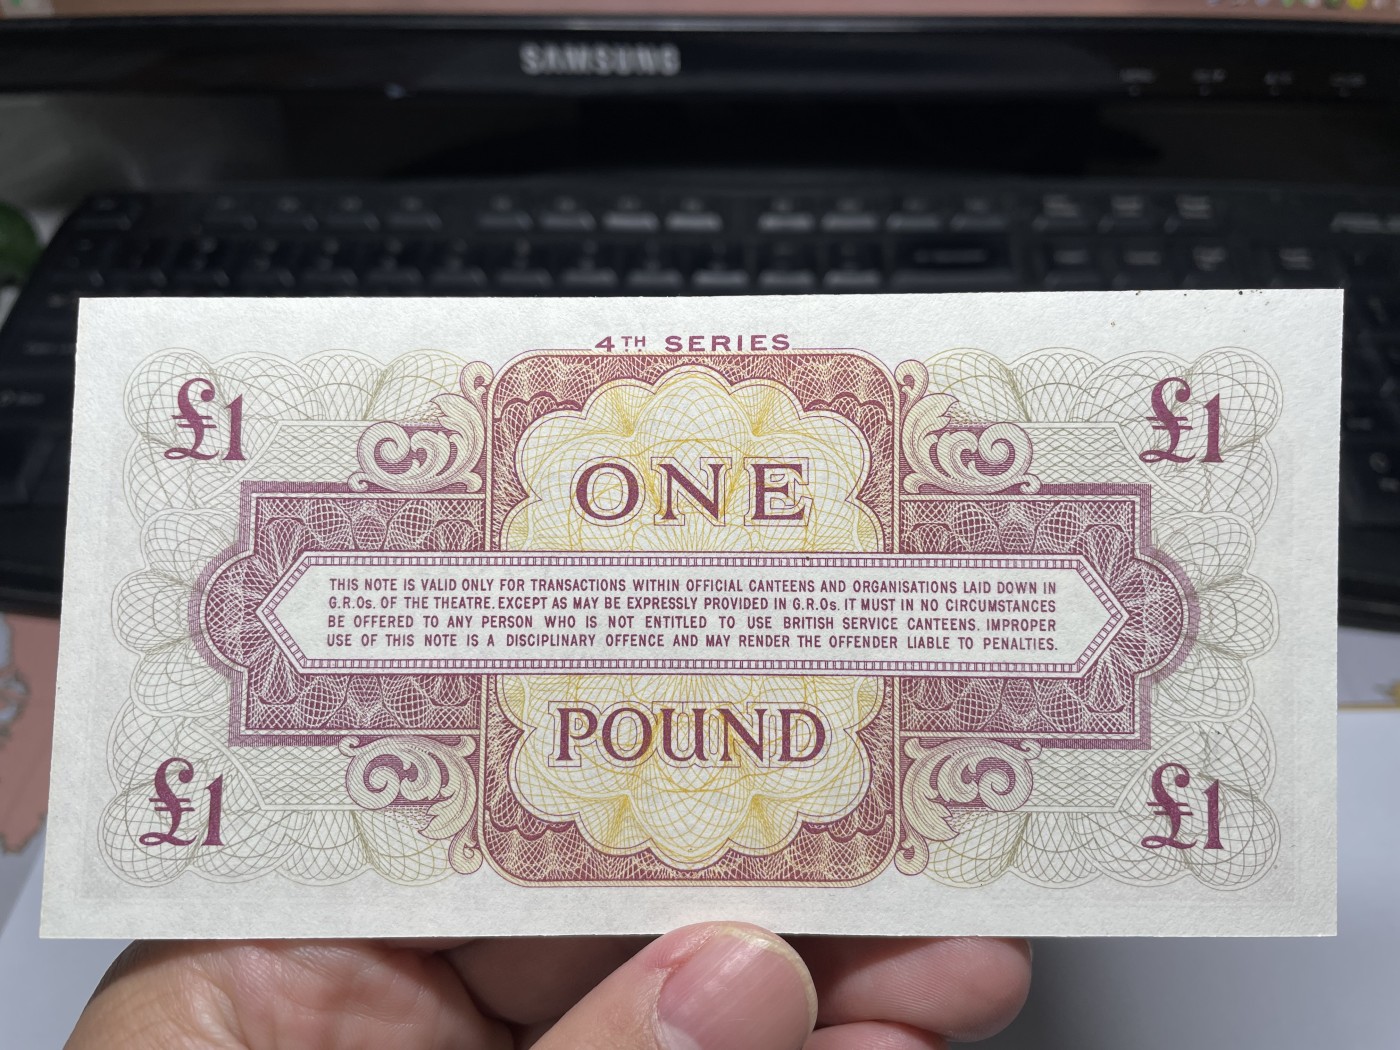 SAMSUNG
4TH SERIES
£1
£1
ONE
THIS NOTE IS VALID ONLY FOR TRANSACTIONS WITHIN OFFICIAL CANTEENS AND ORGANISATIONS LAID DOWN IN
G.R.Os. OF THE THEATRE. EXCEPT AS MAY BE EXPRESSLY PROVIDED IN G.R.Os. IT MUST IN NO CIRCUMSTANCES
BE OFFERED TO ANY PERSON WHO IS NOT ENTITLED TO USE BRITISH SERVICE CANTEENS. IMPROPER
USE OF THIS NOTE IS A DISCIPLINARY OFFENCE AND MAY RENDER THE OFFENDER LIABLE TO PENALTIES.
POUND
£1
£1